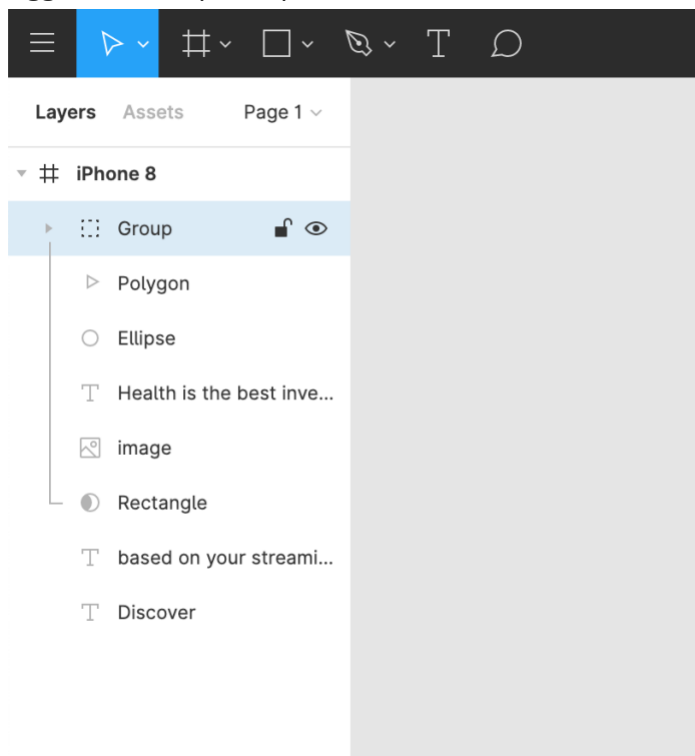 Layers Assets Page 1
iPhone 8
Group
Polygon
Ellipse
Health is the best inve...
image
Rectangle
based on your streami...
Discover